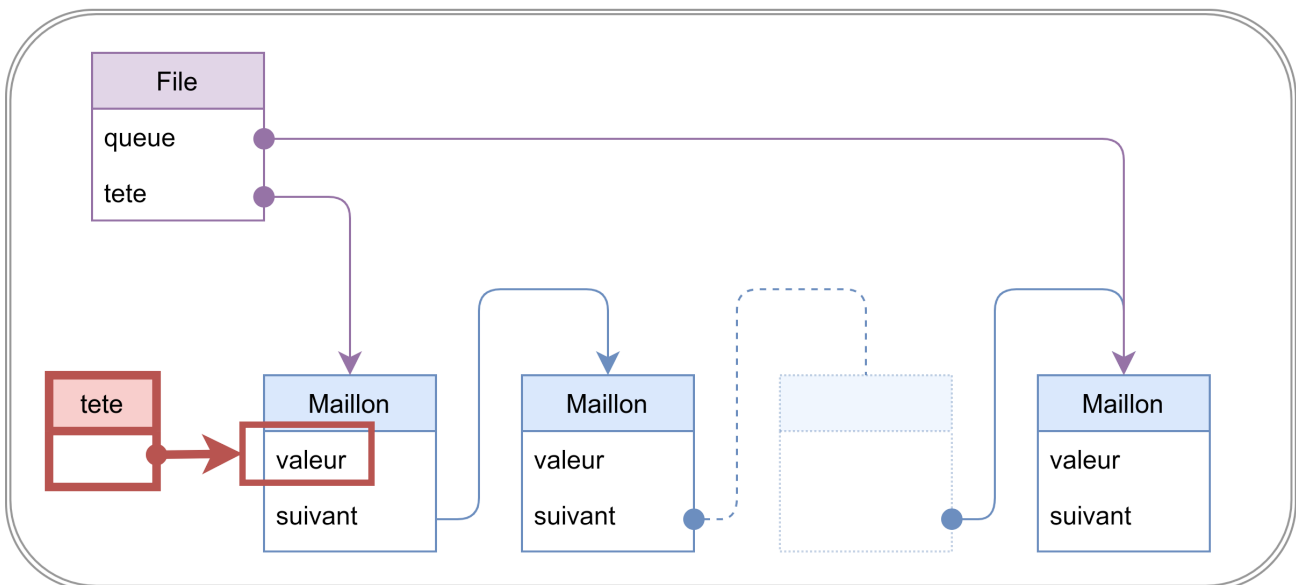 File
queue
tete
tete
Maillon
valeur
suivant
Maillon
valeur
suivant
Maillon
valeur
suivant